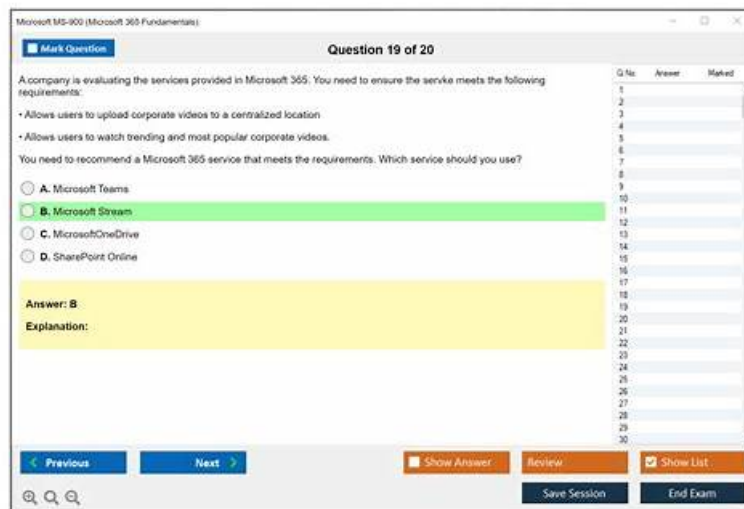 Microsoft MS-900 (Microsoft 365 Fundamentals)
Mark Question
Question 19 of 20
A company is evaluating the services provided in Microsoft 365. You need to ensure the servke meets the following
requirements:
• Allows users to upload corporate videos to a centralized location
• Allows users to watch trending and most popular corporate videos.
You need to recommend a Microsoft 365 service that meets the requirements. Which service should you use?
A. Microsoft Teams
B. Microsoft Stream
C. MicrosoftOneDrive
D. SharePoint Online
Answer: B
Explanation:
Q.No Answer Marked
1
2
3
4
5
6
7
8
9
10
11
12
13
14
15
16
17
18
19
20
21
22
23
24
25
26
27
28
29
30
Previous
Next
Show Answer
Review
Show List
Save Session
End Exam